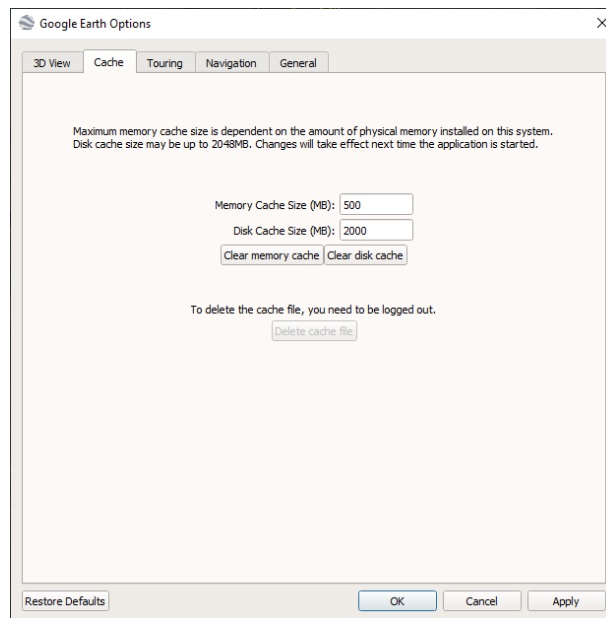 Google Earth Options
3D View
Cache
Touring
Navigation
General
Maximum memory cache size is dependent on the amount of physical memory installed on this system.
Disk cache size may be up to 2048MB. Changes will take effect next time the application is started.
Memory Cache Size (MB): 500
Disk Cache Size (MB): 2000
Clear memory cache Clear disk cache
To delete the cache file, you need to be logged out.
Delete cache file
Restore Defaults
OK
Cancel
Apply